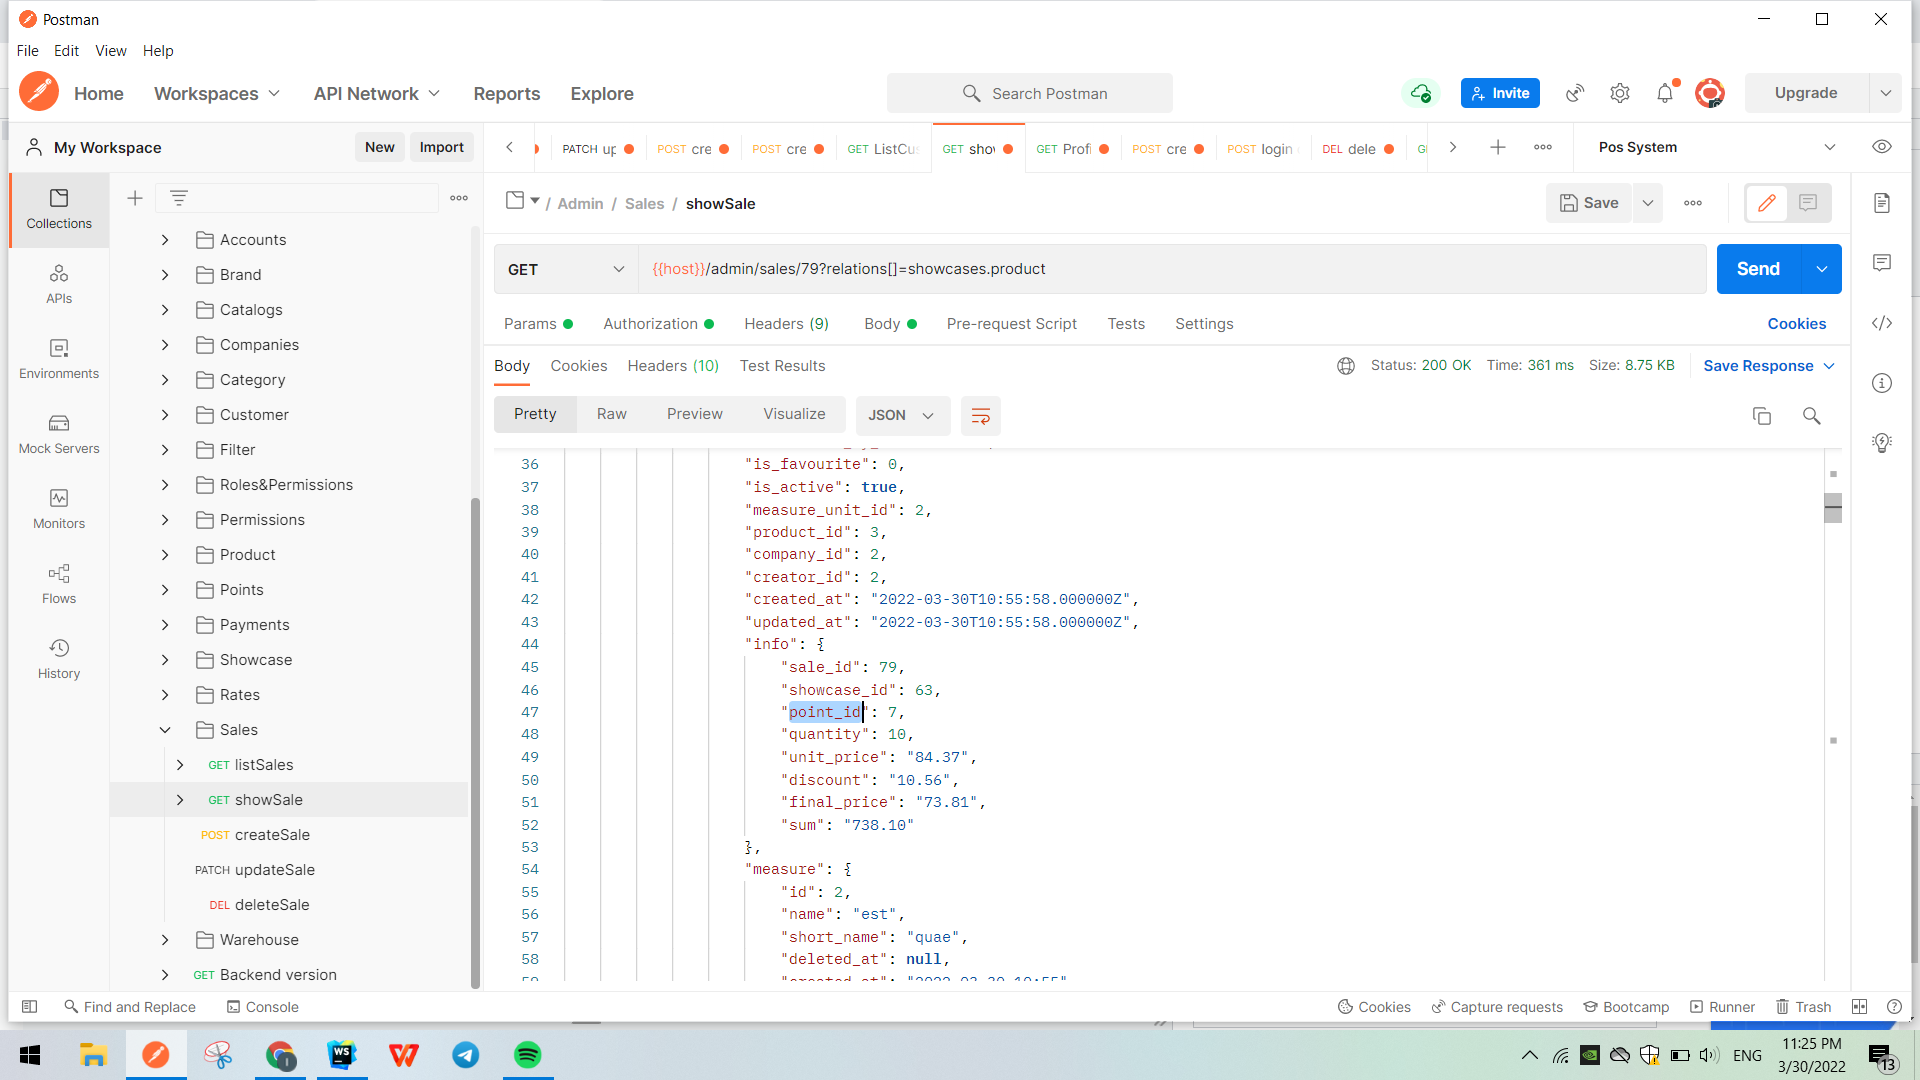 Postman
File Edit View Help
Home Workspaces API Network Reports Explore
Search Postman
Invite
Upgrade
My Workspace
New Import
PATCH up
POST cre
POST cre
GET ListCu
GET sho
GET Profi
POST cre
POST login
DEL dele
Pos System
Collections
APIs
Environments
Mock Servers
Monitors
Flows
History
Accounts
Brand
Catalogs
Companies
Category
Customer
Filter
Roles&Permissions
Permissions
Product
Points
Payments
Showcase
Rates
Sales
GET listSales
GET showSale
POST createSale
PATCH updateSale
DEL deleteSale
Warehouse
GET Backend version
/ Admin / Sales / showSale
Save
GET
{{host}}/admin/sales/79?relations[]=showcases.product
Send
Params Authorization Headers (9) Body Pre-request Script Tests Settings
Cookies
Body Cookies Headers (10) Test Results
Status: 200 OK Time: 361 ms Size: 8.75 KB
Save Response
Pretty Raw Preview Visualize JSON
36 "is_favourite": 0,
37 "is_active": true,
38 "measure_unit_id": 2,
39 "product_id": 3,
40 "company_id": 2,
41 "creator_id": 2,
42 "created_at": "2022-03-30T10:55:58.000000Z",
43 "updated_at": "2022-03-30T10:55:58.000000Z",
44 "info": {
45 "sale_id": 79,
46 "showcase_id": 63,
47 "point_id": 7,
48 "quantity": 10,
49 "unit_price": "84.37",
50 "discount": "10.56",
51 "final_price": "73.81",
52 "sum": "738.10"
53 },
54 "measure": {
55 "id": 2,
56 "name": "est",
57 "short_name": "quae",
58 "deleted_at": null,
59 "created_at": "2022-03-30 10:55"
Find and Replace Console
Cookies Capture requests Bootcamp Runner Trash
WS
ENG
11:25 PM
3/30/2022
13